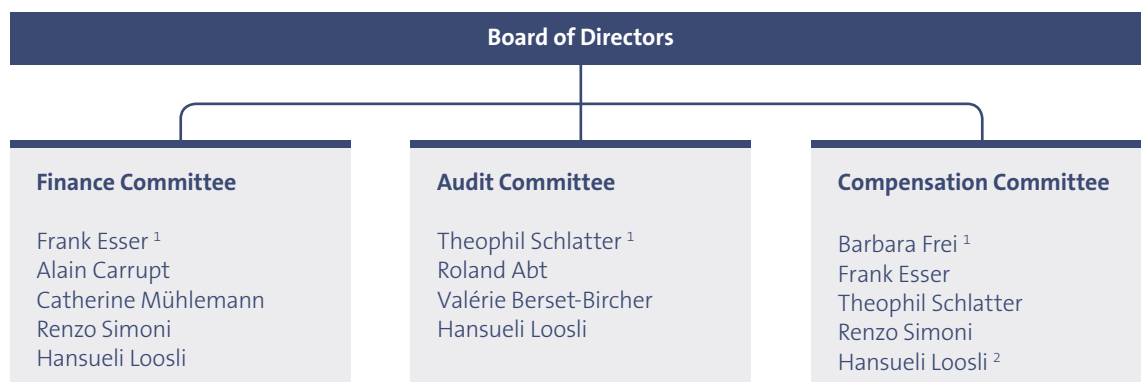 Board of Directors
Finance Committee
Frank Esser 1
Alain Carrupt
Catherine Mühlemann
Renzo Simoni
Hansueli Loosli
Audit Committee
Theophil Schlatter 1
Roland Abt
Valérie Berset-Bircher
Hansueli Loosli
Compensation Committee
Barbara Frei 1
Frank Esser
Theophil Schlatter
Renzo Simoni
Hansueli Loosli 2